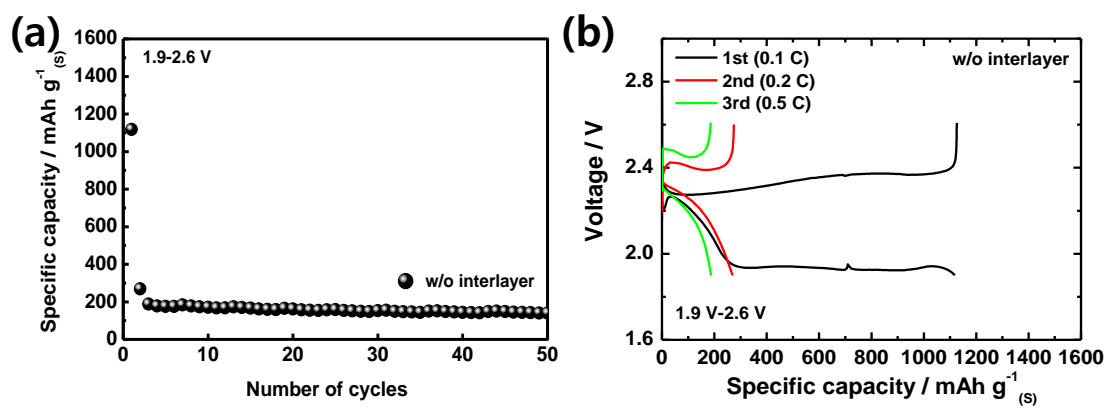 (a)
1600
1400
1200
1000
800
600
400
200
0
Specific capacity / mAh g⁻¹(S)
1.9-2.6 V
w/o interlayer
0 10 20 30 40 50
Number of cycles
(b)
2.8
2.4
2.0
1.6
Voltage / V
1st (0.1 C)
2nd (0.2 C)
3rd (0.5 C)
w/o interlayer
1.9 V-2.6 V
0 200 400 600 800 1000 1200 1400 1600
Specific capacity / mAh g⁻¹(S)